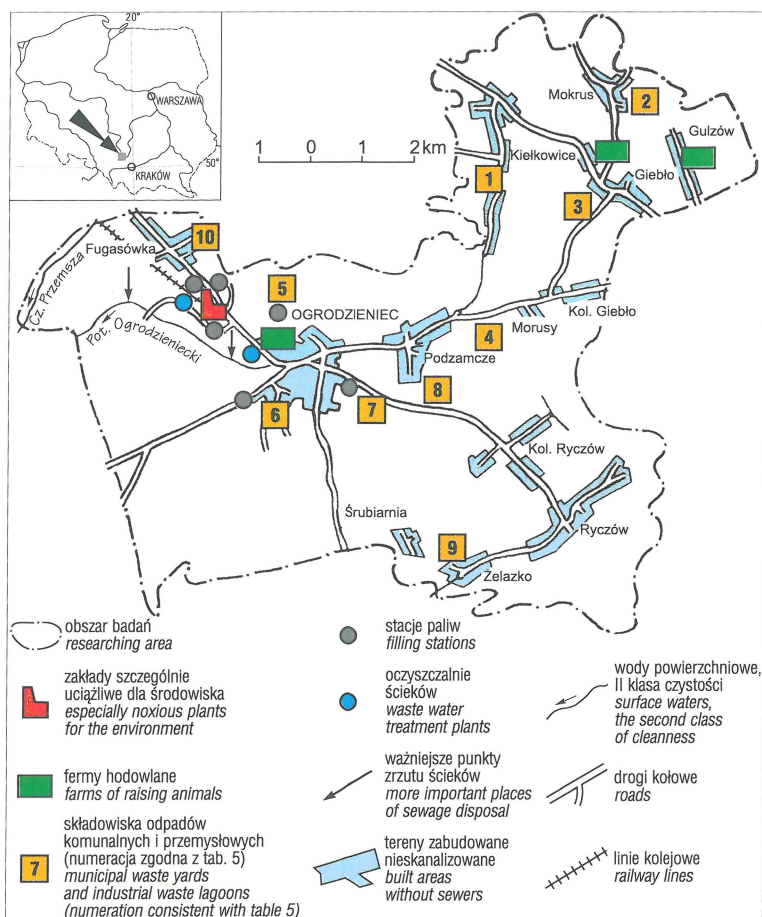 20°
WARSZAWA
50°
KRAKÓW
1 0 1 2 km
Mokrus
2
Gulzów
Kiełkowice
Giebło
1
3
10
Fugasówka
Cz. Przemsza
5
OGRODZIENIEC
Pot. Ogrodzieniecki
Kol. Giebło
Morusy
4
Podzamcze
8
6
7
Kol. Ryczów
Śrubiarnia
Ryczów
9
Żelazko
obszar badań
researching area
zakłady szczególnie
uciążliwe dla środowiska
especially noxious plants
for the environment
fermy hodowlane
farms of raising animals
składowiska odpadów
komunalnych i przemysłowych
(numeracja zgodna z tab. 5)
7
municipal waste yards
and industrial waste lagoons
(numeration consistent with table 5)
stacje paliw
filling stations
oczyszczalnie
ścieków
waste water
treatment plants
ważniejsze punkty
zrzutu ścieków
more important places
of sewage disposal
tereny zabudowane
nieskanalizowane
built areas
without sewers
wody powierzchniowe,
II klasa czystości
surface waters,
the second class
of cleanness
drogi kołowe
roads
linie kolejowe
railway lines